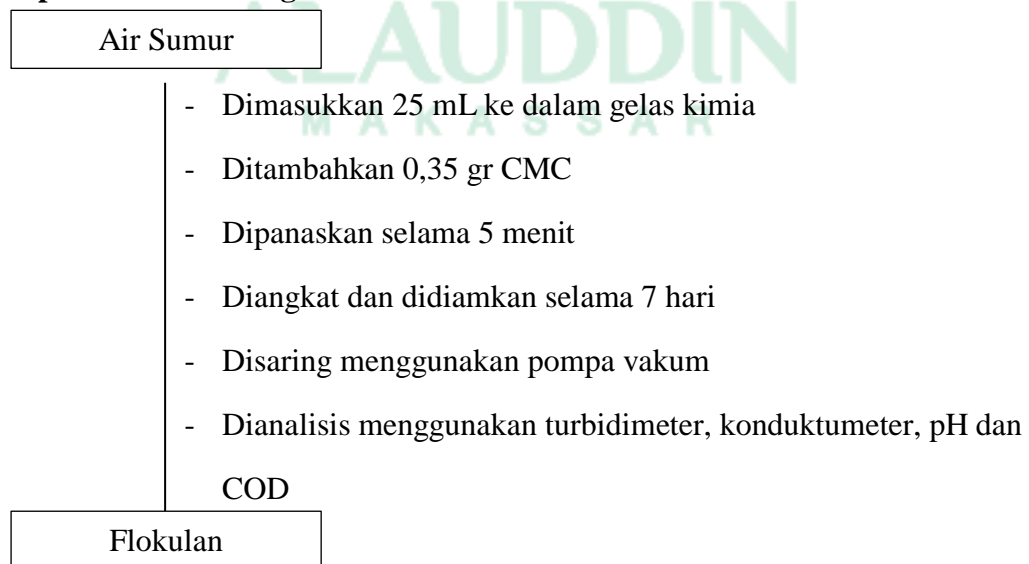 Air Sumur
ALAUDDIN
- Dimasukkan 25 mL ke dalam gelas kimia
MAKASSAR
- Ditambahkan 0,35 gr CMC
- Dipanaskan selama 5 menit
- Diangkat dan didiamkan selama 7 hari
- Disaring menggunakan pompa vakum
- Dianalisis menggunakan turbidimeter, konduktumeter, pH dan
COD
Flokulan